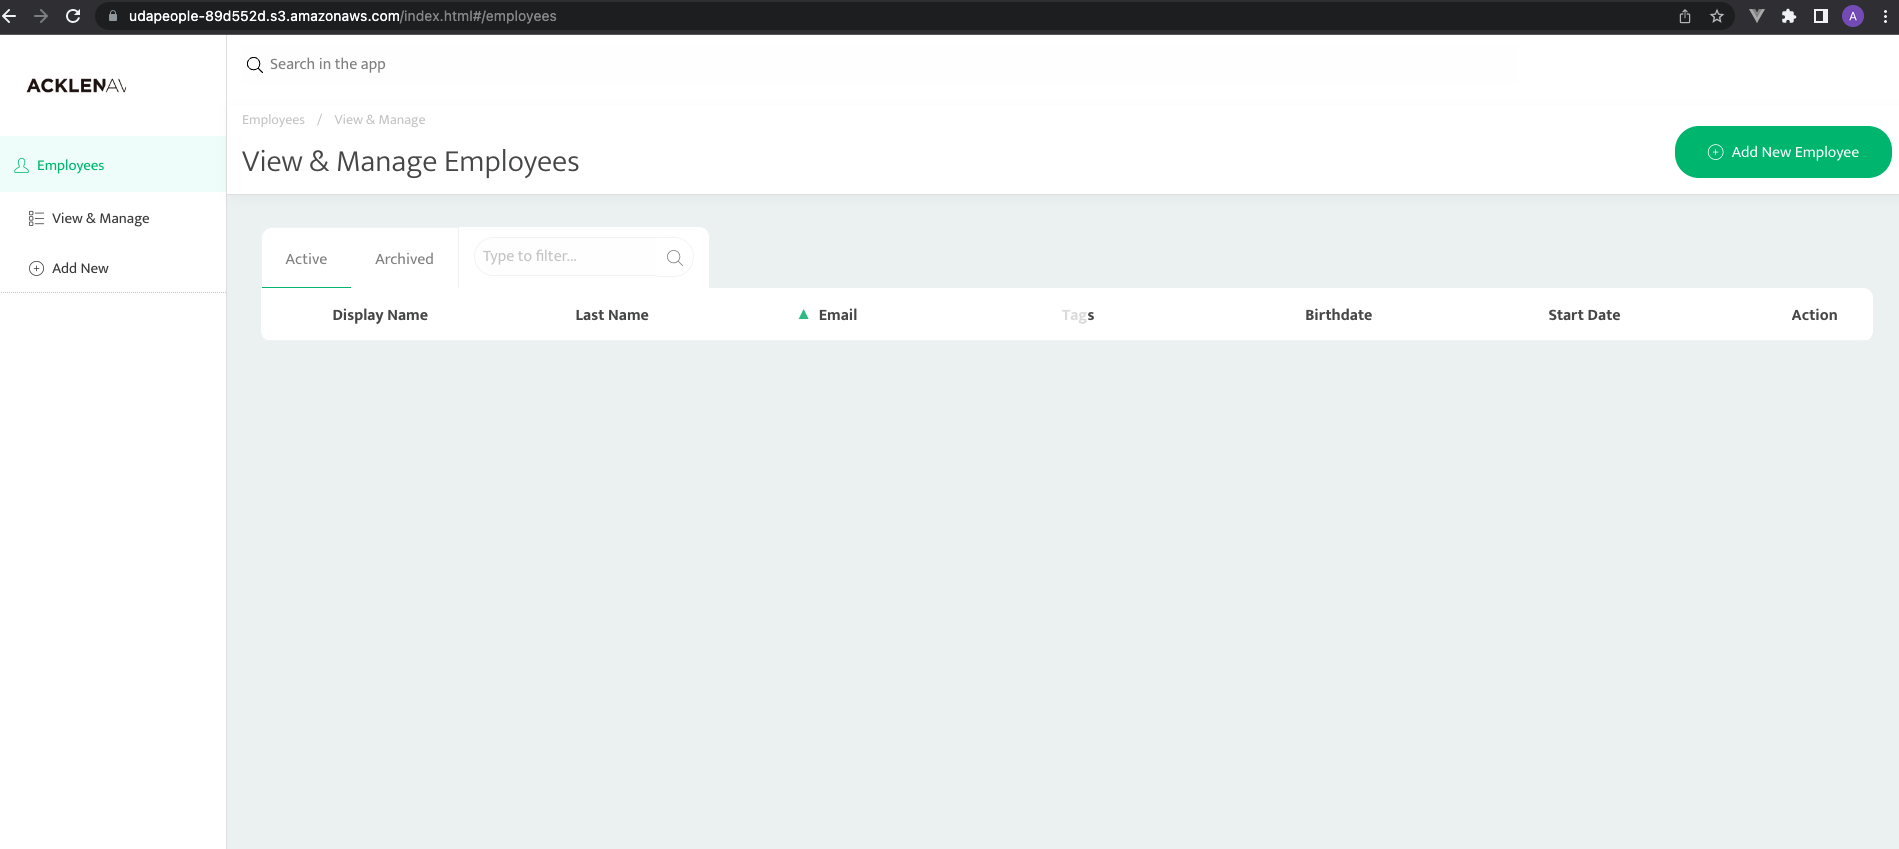 udapeople-89d552d.s3.amazonaws.com/index.html#/employees
A
ACKLENAV
Search in the app
Employees / View & Manage
View & Manage Employees
Add New Employee
Employees
View & Manage
Add New
Active Archived Type to filter...
Display Name Last Name Email Tags Birthdate Start Date Action